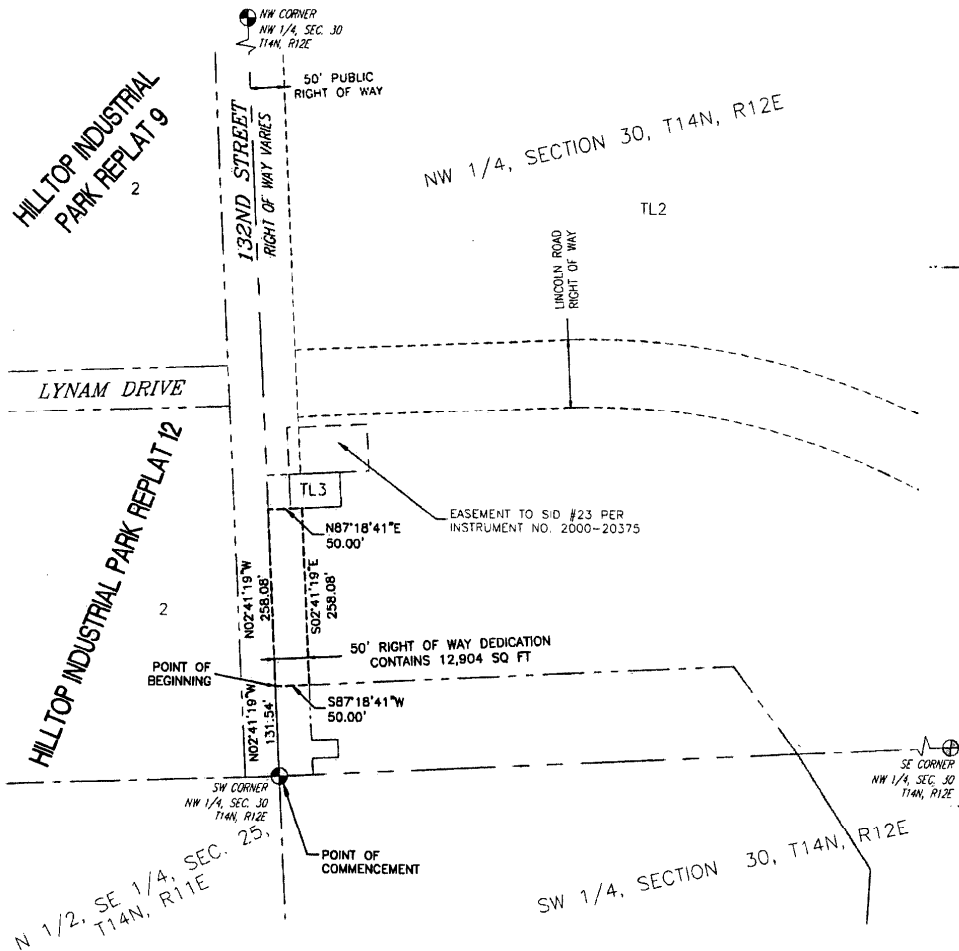 NW CORNER
NW 1/4, SEC. 30
T14N, R12E
50' PUBLIC
RIGHT OF WAY
HILLTOP INDUSTRIAL
PARK REPLAT 9
2
132ND STREET
RIGHT OF WAY VARIES
NW 1/4, SECTION 30, T14N, R12E
TL2
LINCOLN ROAD
RIGHT OF WAY
LYNAM DRIVE
HILLTOP INDUSTRIAL PARK REPLAT 12
2
TL3
EASEMENT TO SID #23 PER
INSTRUMENT NO. 2000-20375
N87°18'41"E
50.00'
N02°41'19"W
258.08'
S02°41'19"E
258.08'
50' RIGHT OF WAY DEDICATION
CONTAINS 12,904 SQ FT
POINT OF
BEGINNING
S87°18'41"W
50.00'
N02°41'19"W
131.54'
SW CORNER
NW 1/4, SEC. 30
T14N, R12E
SE CORNER
NW 1/4, SEC. 30
T14N, R12E
POINT OF
COMMENCEMENT
N 1/2, SE 1/4, SEC. 25,
T14N, R11E
SW 1/4, SECTION 30, T14N, R12E